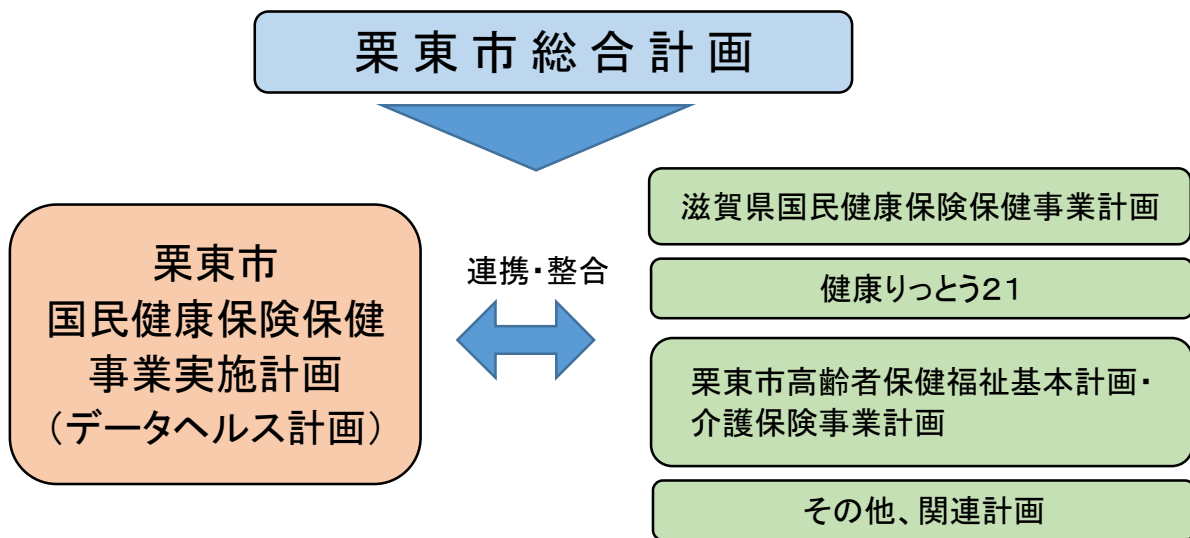 栗東市総合計画
栗東市
国民健康保険保健
事業実施計画
（データヘルス計画）
連携・整合
滋賀県国民健康保険保健事業計画
健康りっとう２１
栗東市高齢者保健福祉基本計画・
介護保険事業計画
その他、関連計画